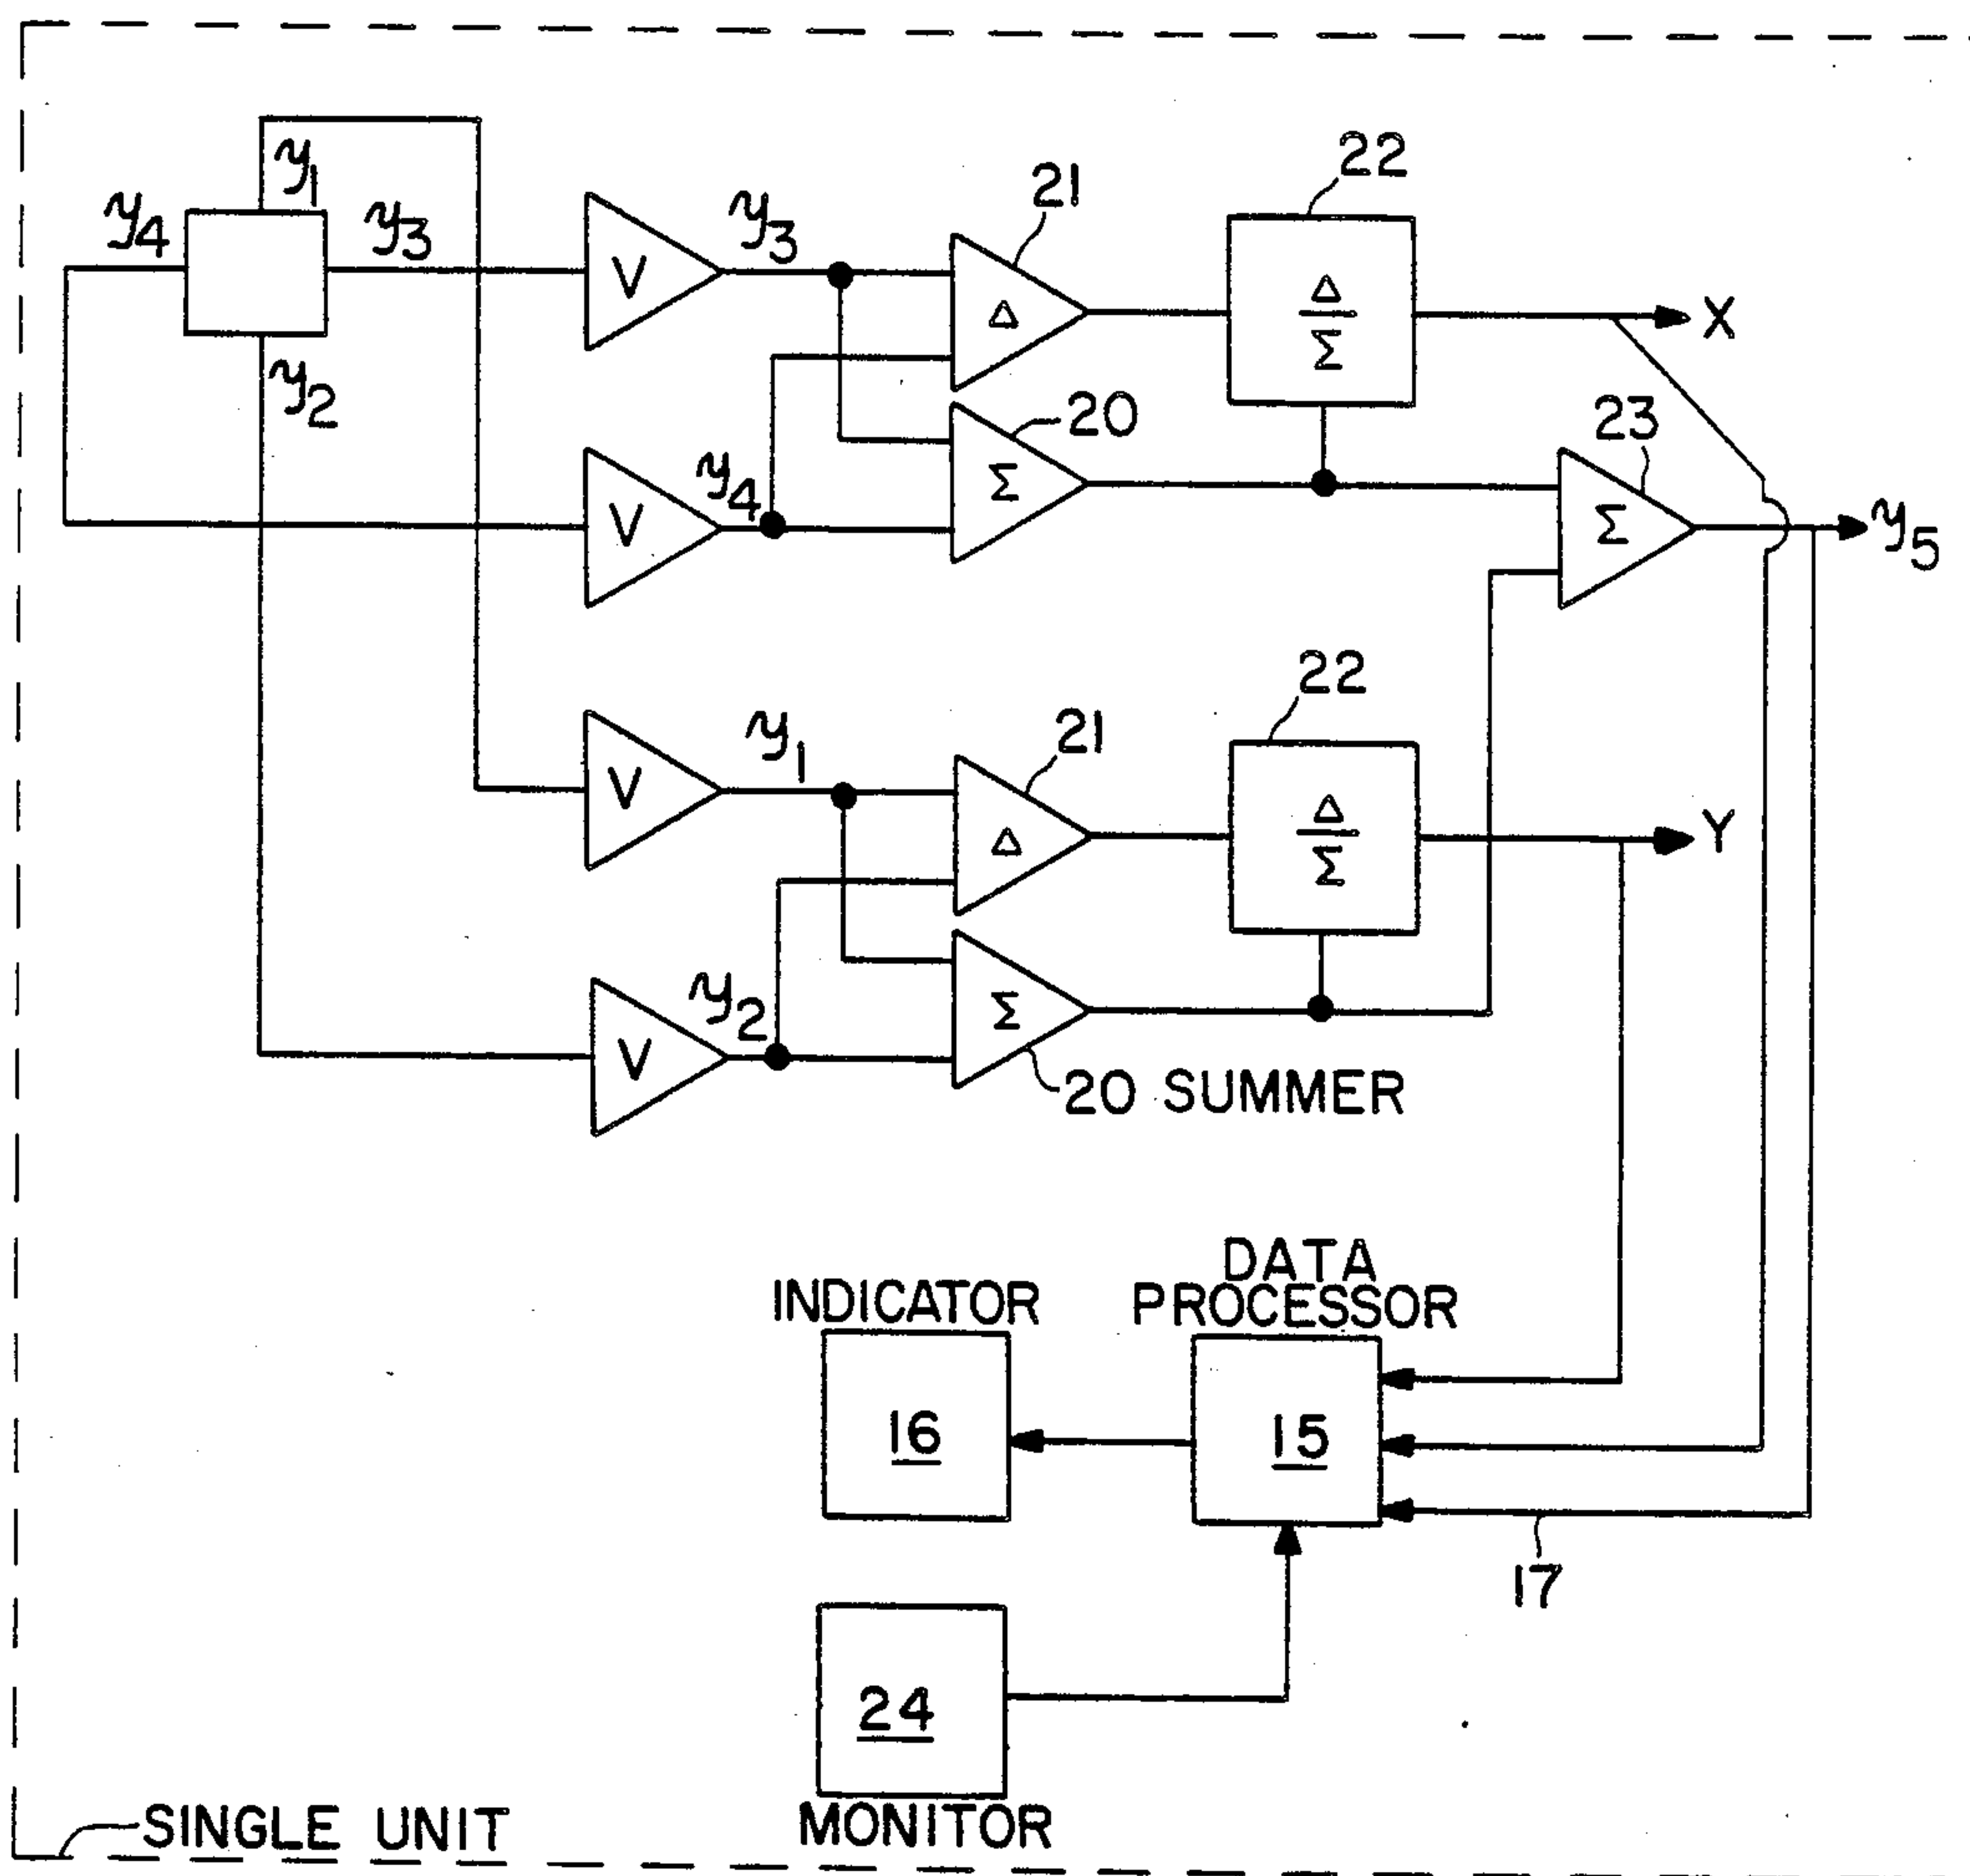 y1
y4
y3
y2
V
y3
21
Δ
22
Δ
Σ
X
V
y4
20
Σ
23
Σ
y5
V
y1
21
Δ
22
Δ
Σ
Y
V
y2
Σ
20 SUMMER
INDICATOR
16
DATA
PROCESSOR
15
17
24
MONITOR
SINGLE UNIT